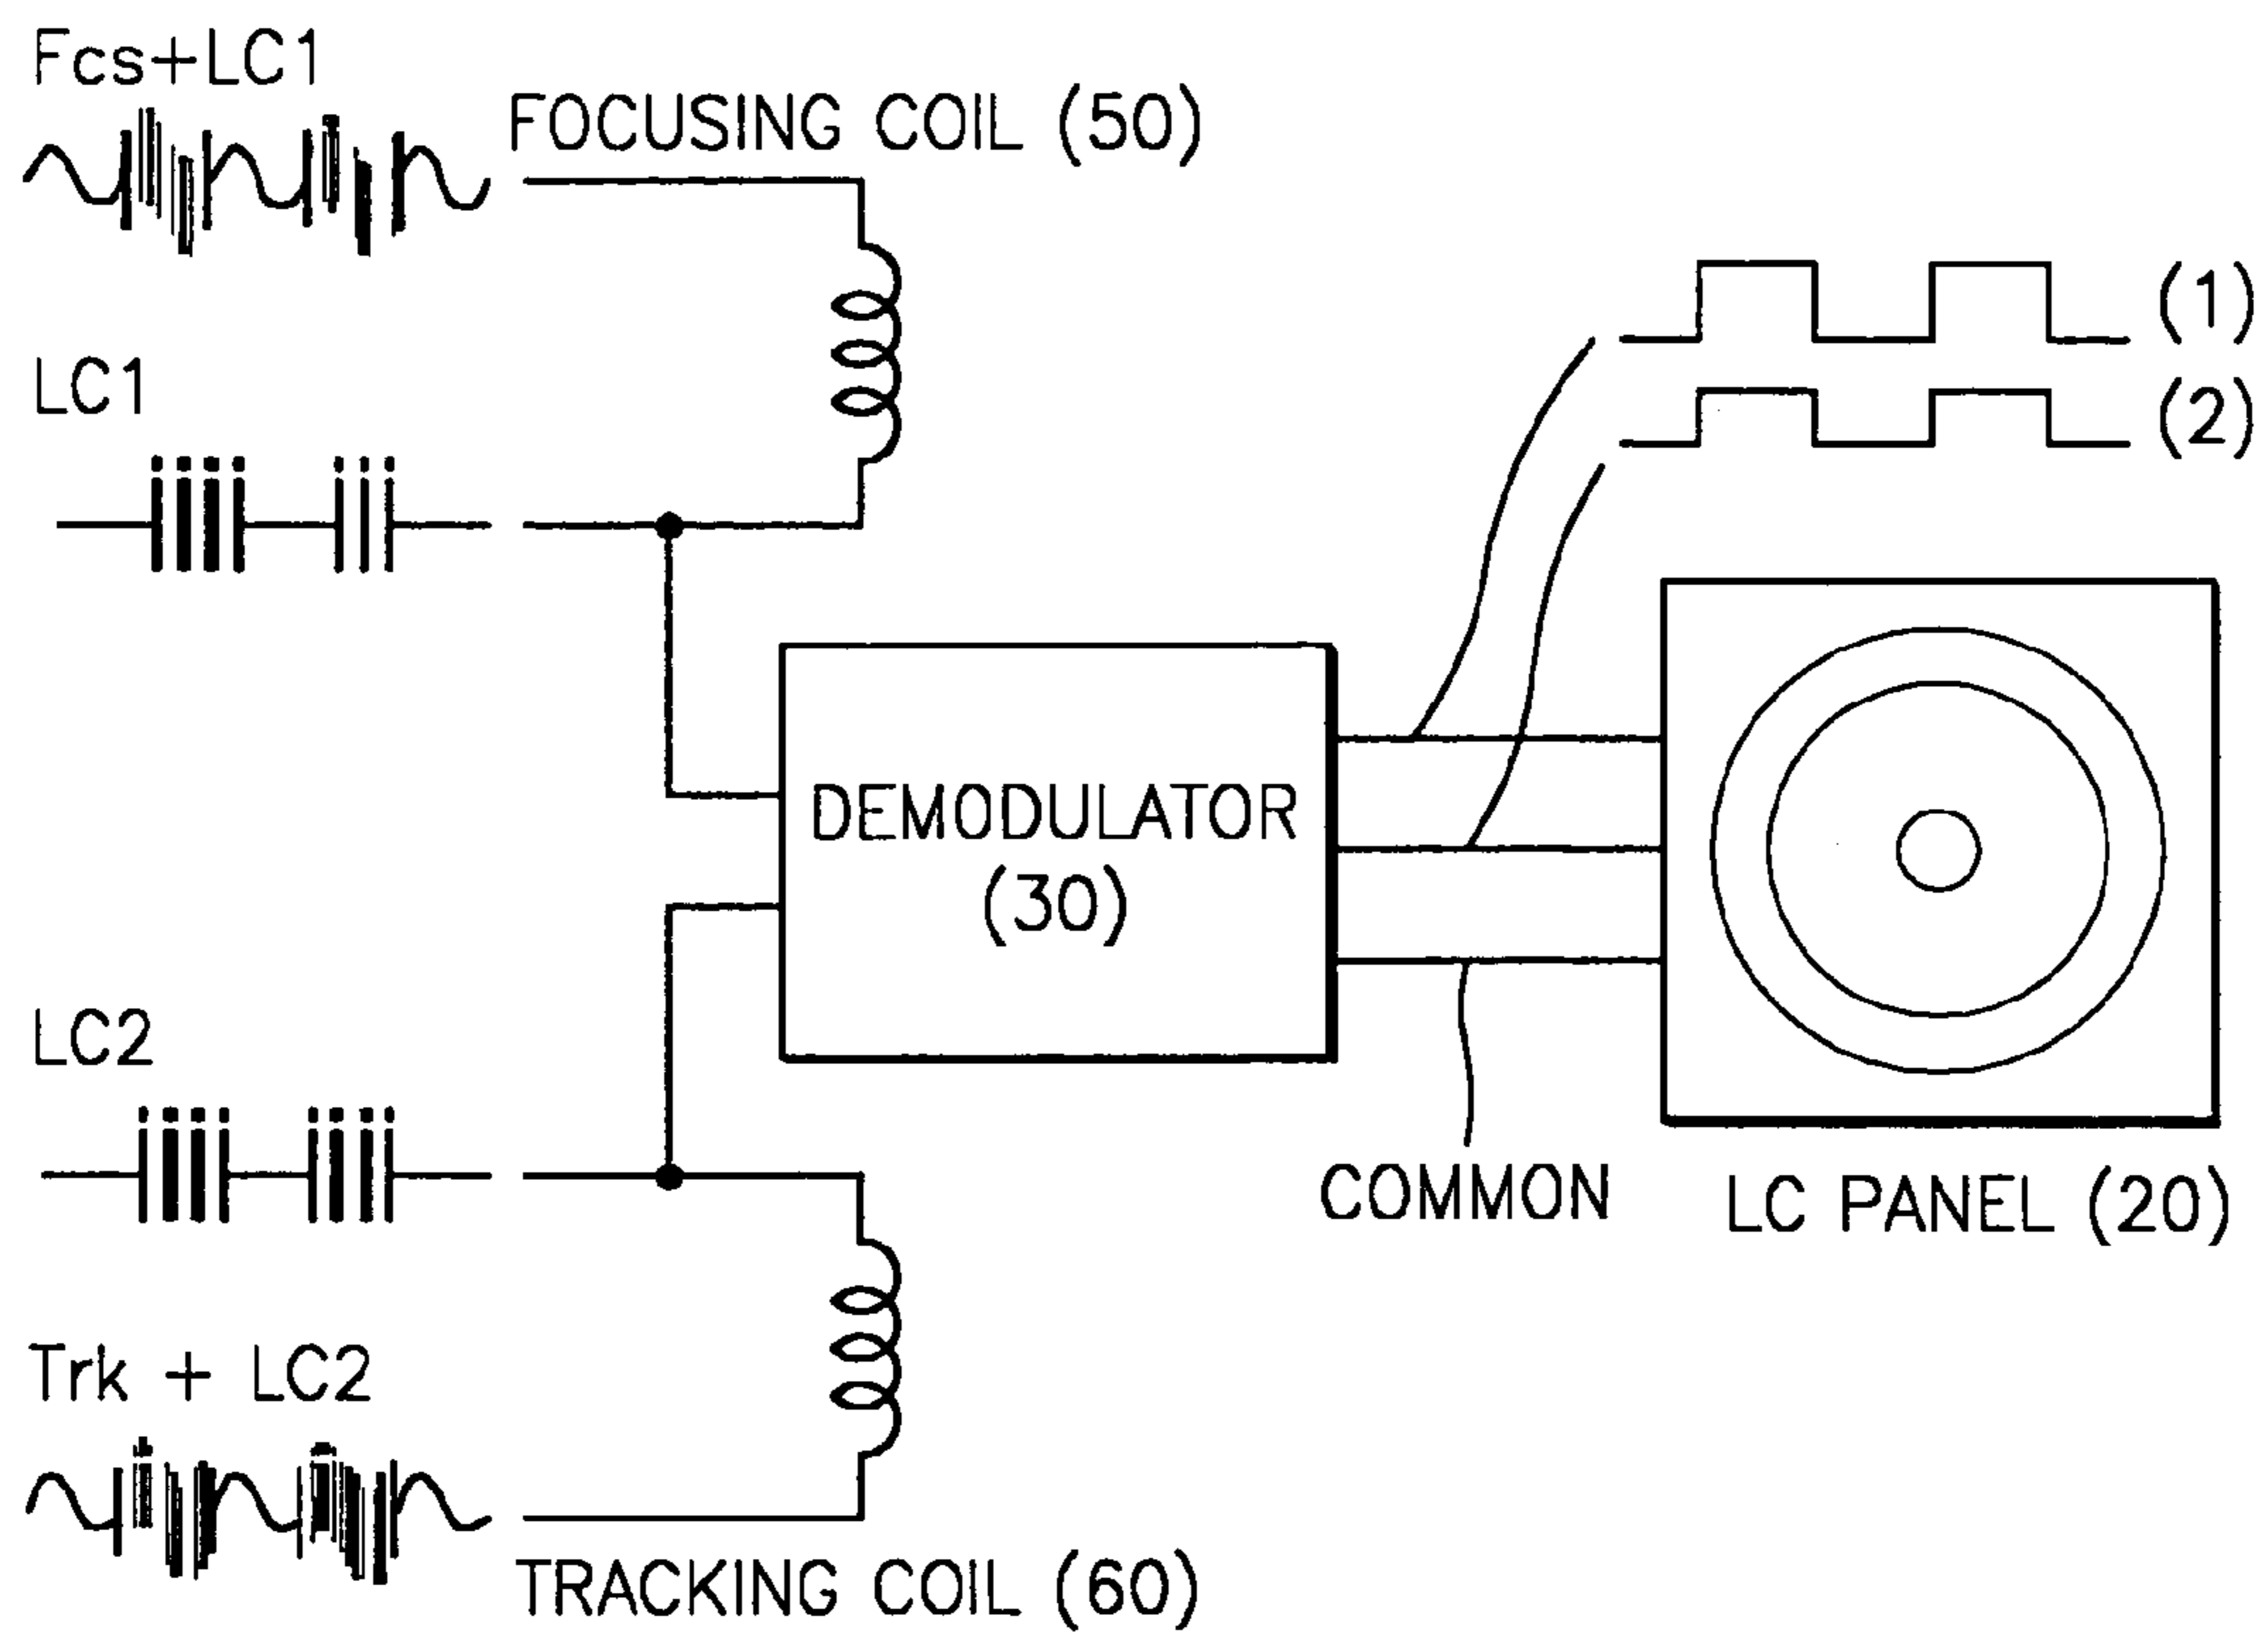 Fcs+LC1
FOCUSING COIL (50)
(1)
LC1
(2)
DEMODULATOR
(30)
LC2
COMMON
LC PANEL (20)
Trk + LC2
TRACKING COIL (60)